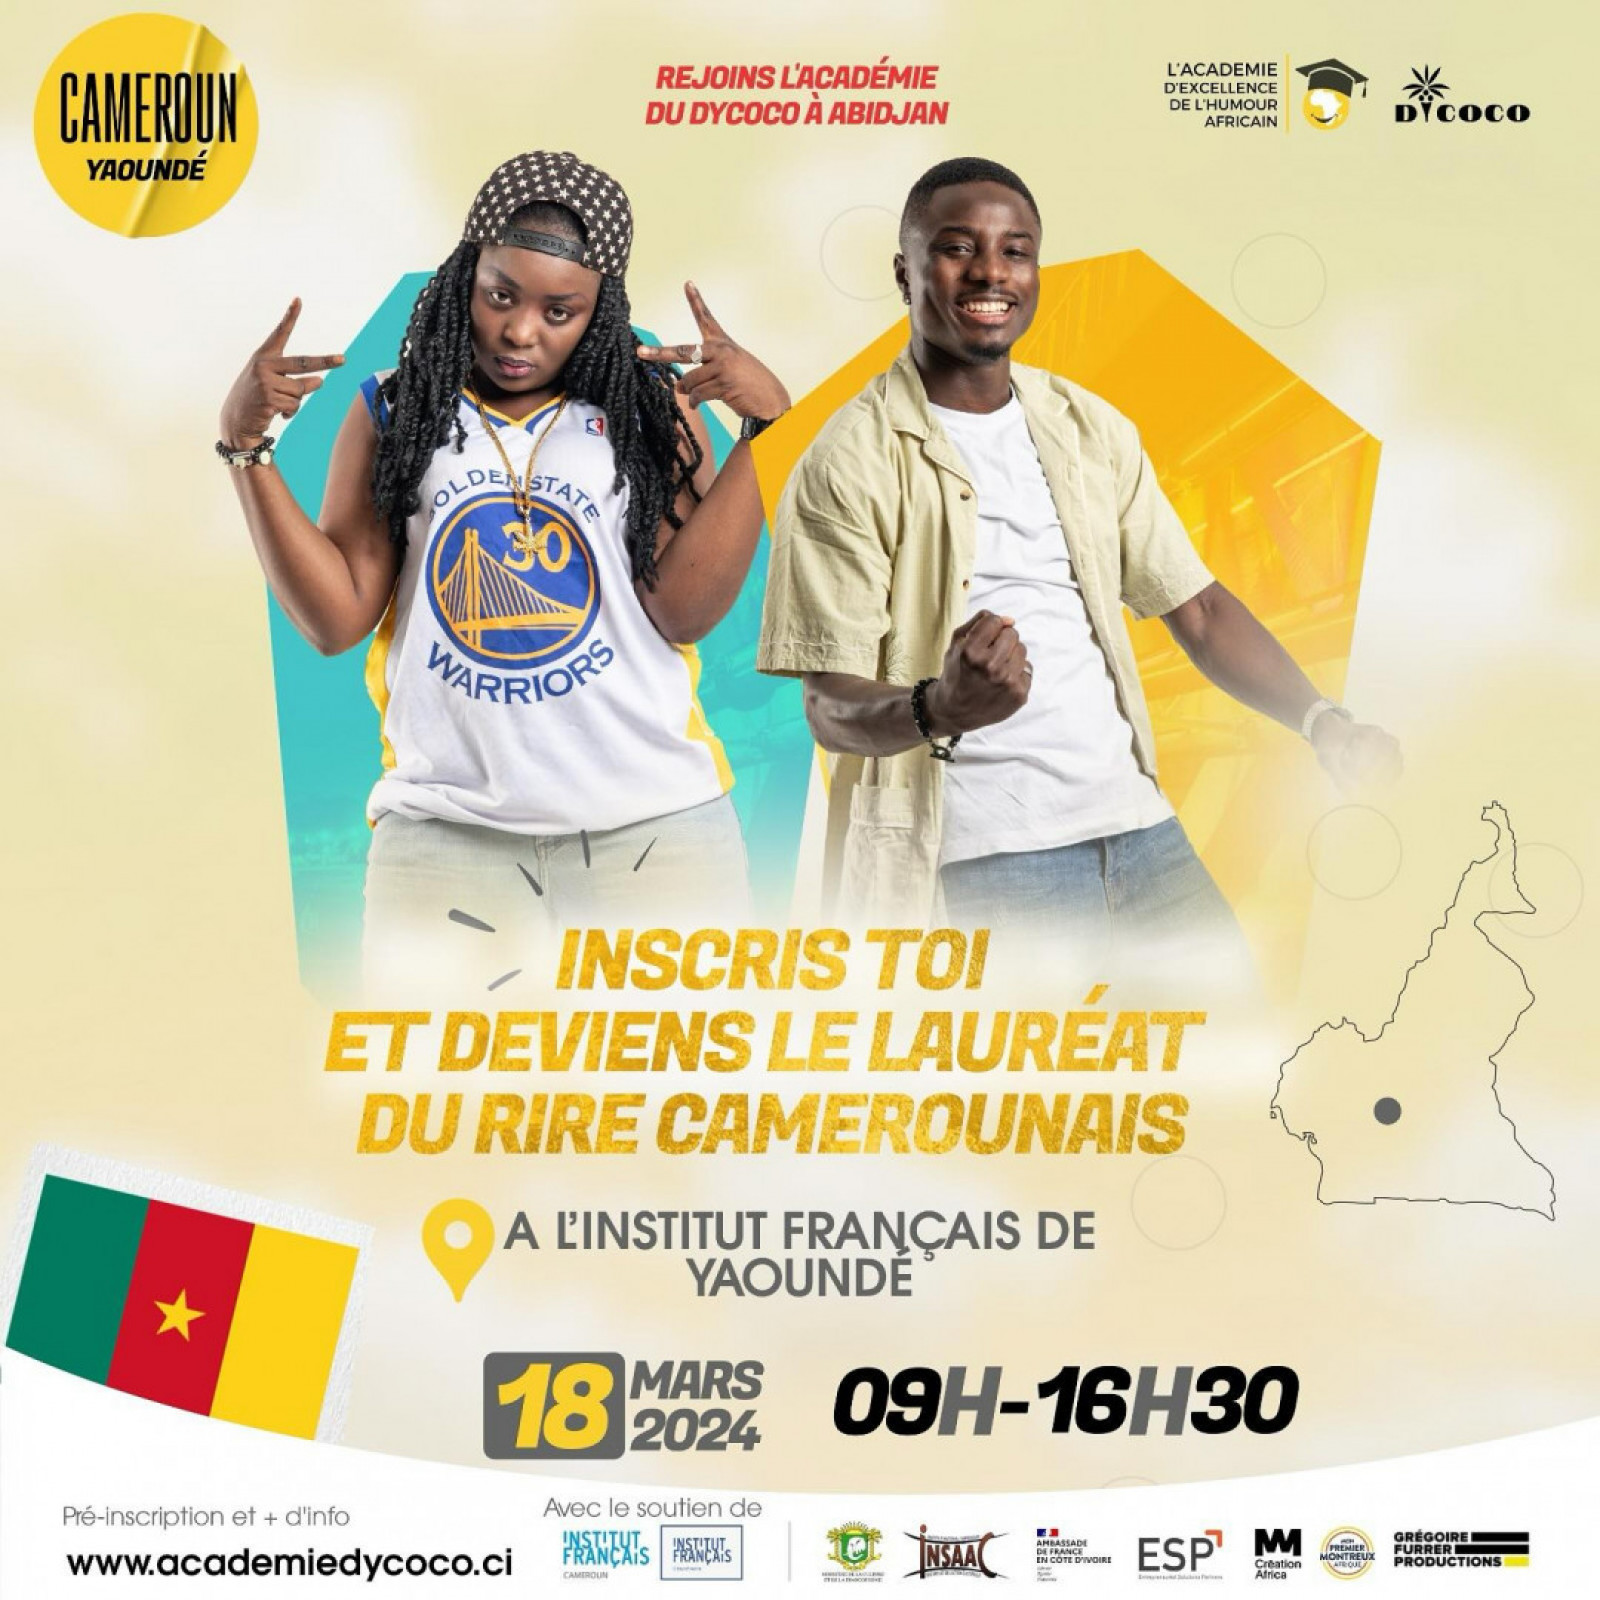 CAMEROUN
YAOUNDÉ
REJOINS L'ACADÉMIE
DU DYCOCO À ABIDJAN
L'ACADEMIE
D'EXCELLENCE
DE L'HUMOUR
AFRICAIN
DYCOCO
GOLDEN STATE
30
WARRIORS
INSCRIS TOI
ET DEVIENS LE LAURÉAT
DU RIRE CAMEROUNAIS
A L'INSTITUT FRANÇAIS DE
YAOUNDÉ
18 MARS
2024
09H-16H30
Pré-inscription et + d'info
www.academiedycoco.ci
Avec le soutien de
INSTITUT
FRANÇAIS
CAMEROUN
INSTITUT
FRANÇAIS
INSAAC
AMBASSADE
DE FRANCE
EN CÔTE D'IVOIRE
ESP
Création
Africa
MON
PREMIER
MONTREUX
AFRIQUE
GRÉGOIRE
FURRER
PRODUCTIONS